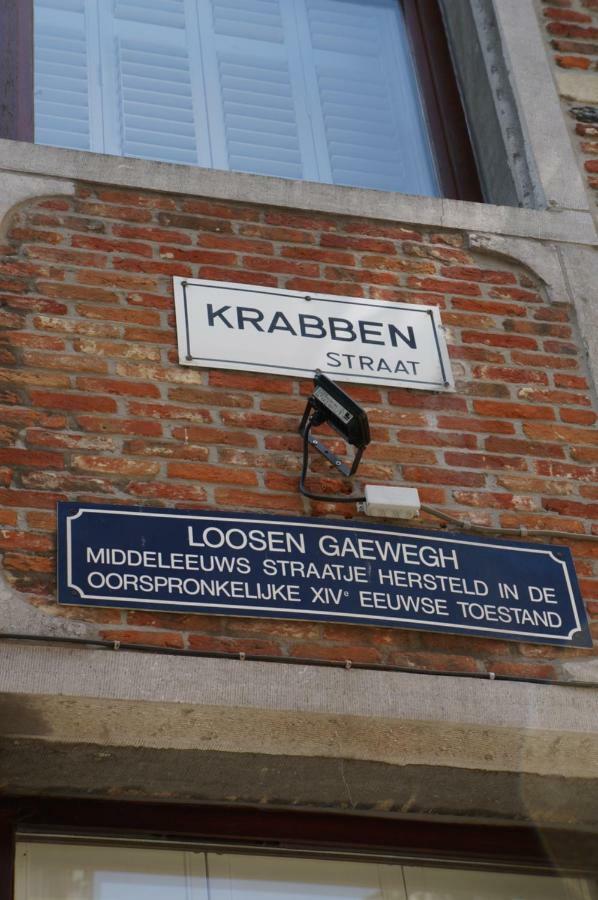 KRABBEN
STRAAT
LOOSEN GAEWEGH
MIDDELEEUWS STRAATJE HERSTELD IN DE
OORSPRONKELIJKE XIVᵉ EEUWSE TOESTAND